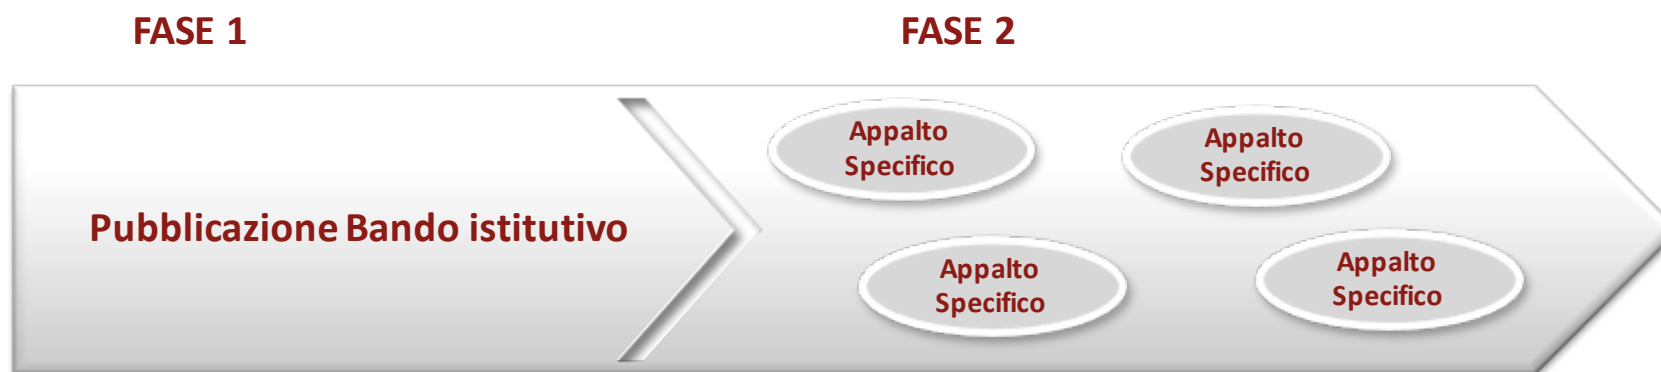 FASE 1
FASE 2
Pubblicazione Bando istitutivo
Appalto
Specifico
Appalto
Specifico
Appalto
Specifico
Appalto
Specifico